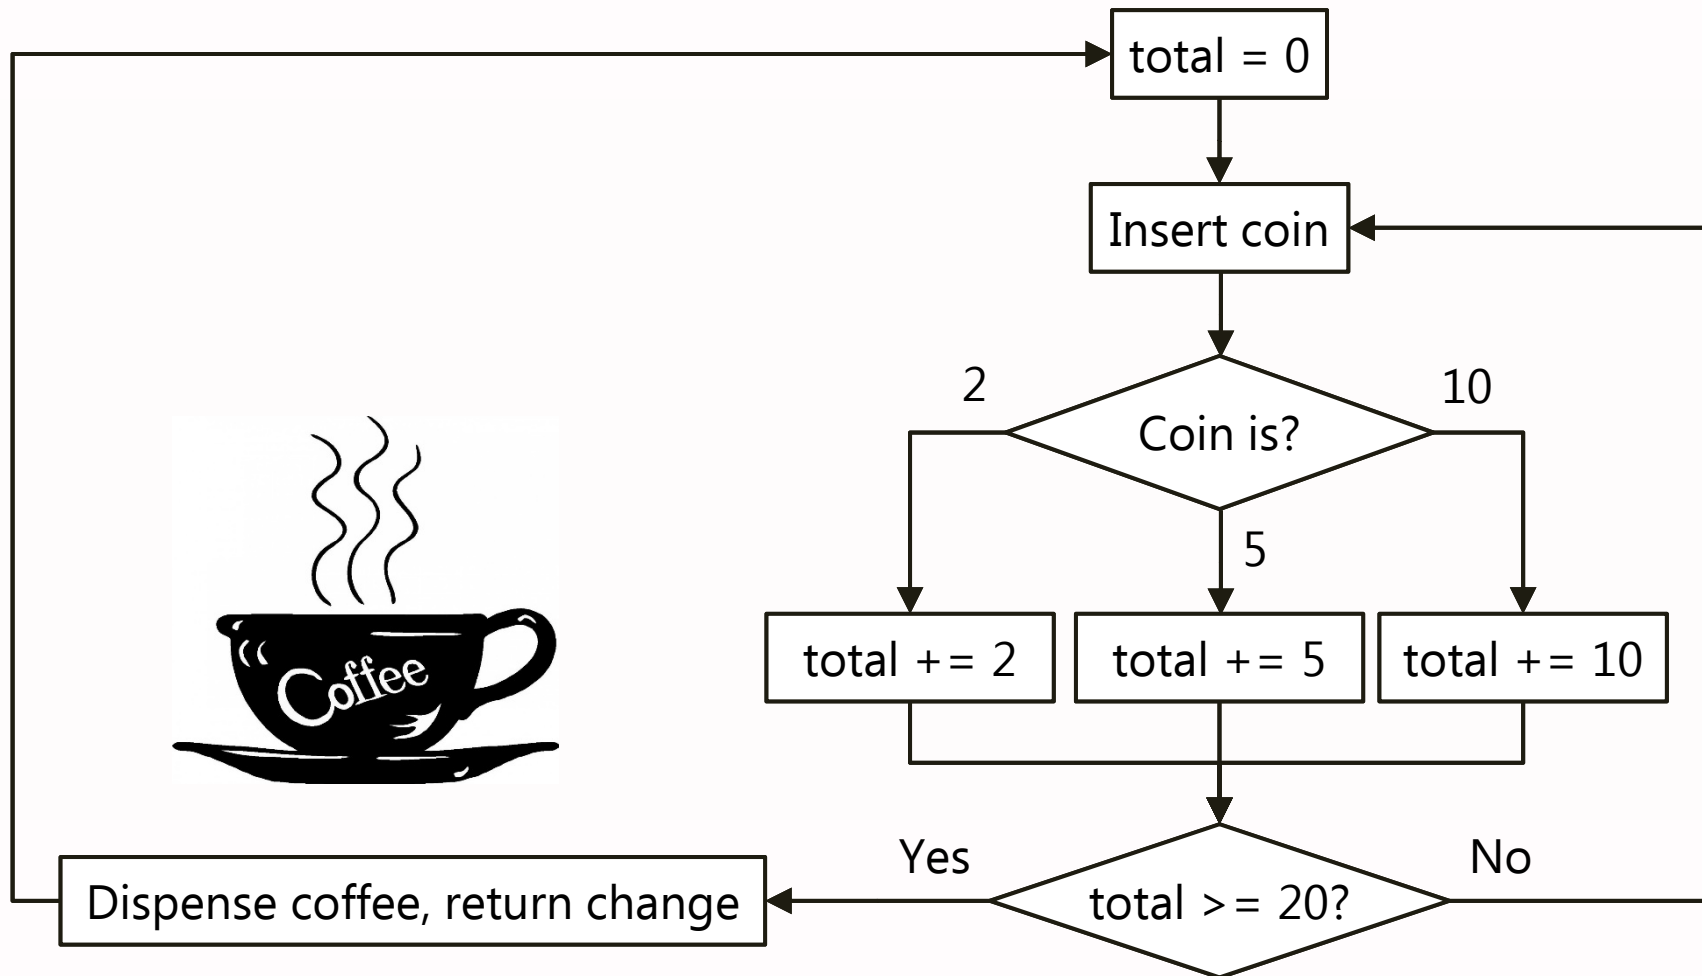 total = 0
Insert coin
2
Coin is?
10
5
total += 2
total += 5
total += 10
Coffee
Yes
No
Dispense coffee, return change
total >= 20?